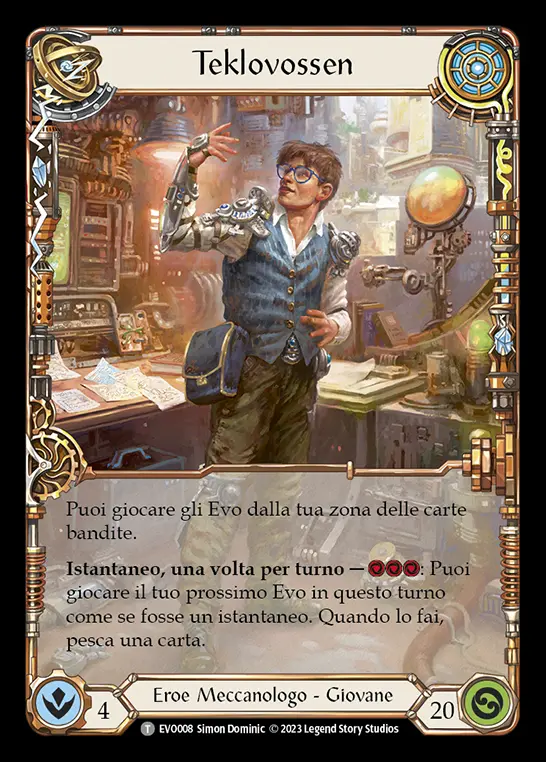 Teklovossen
Puoi giocare gli Evo dalla tua zona delle carte
bandite.
Istantaneo, una volta per turno — : Puoi
giocare il tuo prossimo Evo in questo turno
come se fosse un istantaneo. Quando lo fai,
pesca una carta.
4
Eroe Meccanologo - Giovane
20
T EVO008 Simon Dominic © 2023 Legend Story Studios